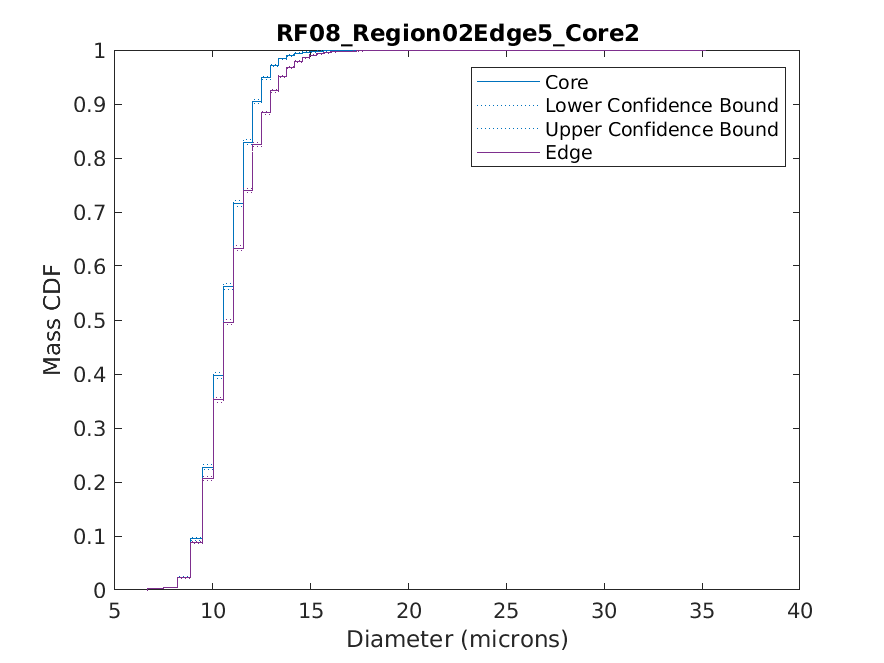 RF08_Region02Edge5_Core2
1
0.9
0.8
0.7
0.6
0.5
0.4
0.3
0.2
0.1
0
Mass CDF
Core
Lower Confidence Bound
Upper Confidence Bound
Edge
5 10 15 20 25 30 35 40
Diameter (microns)